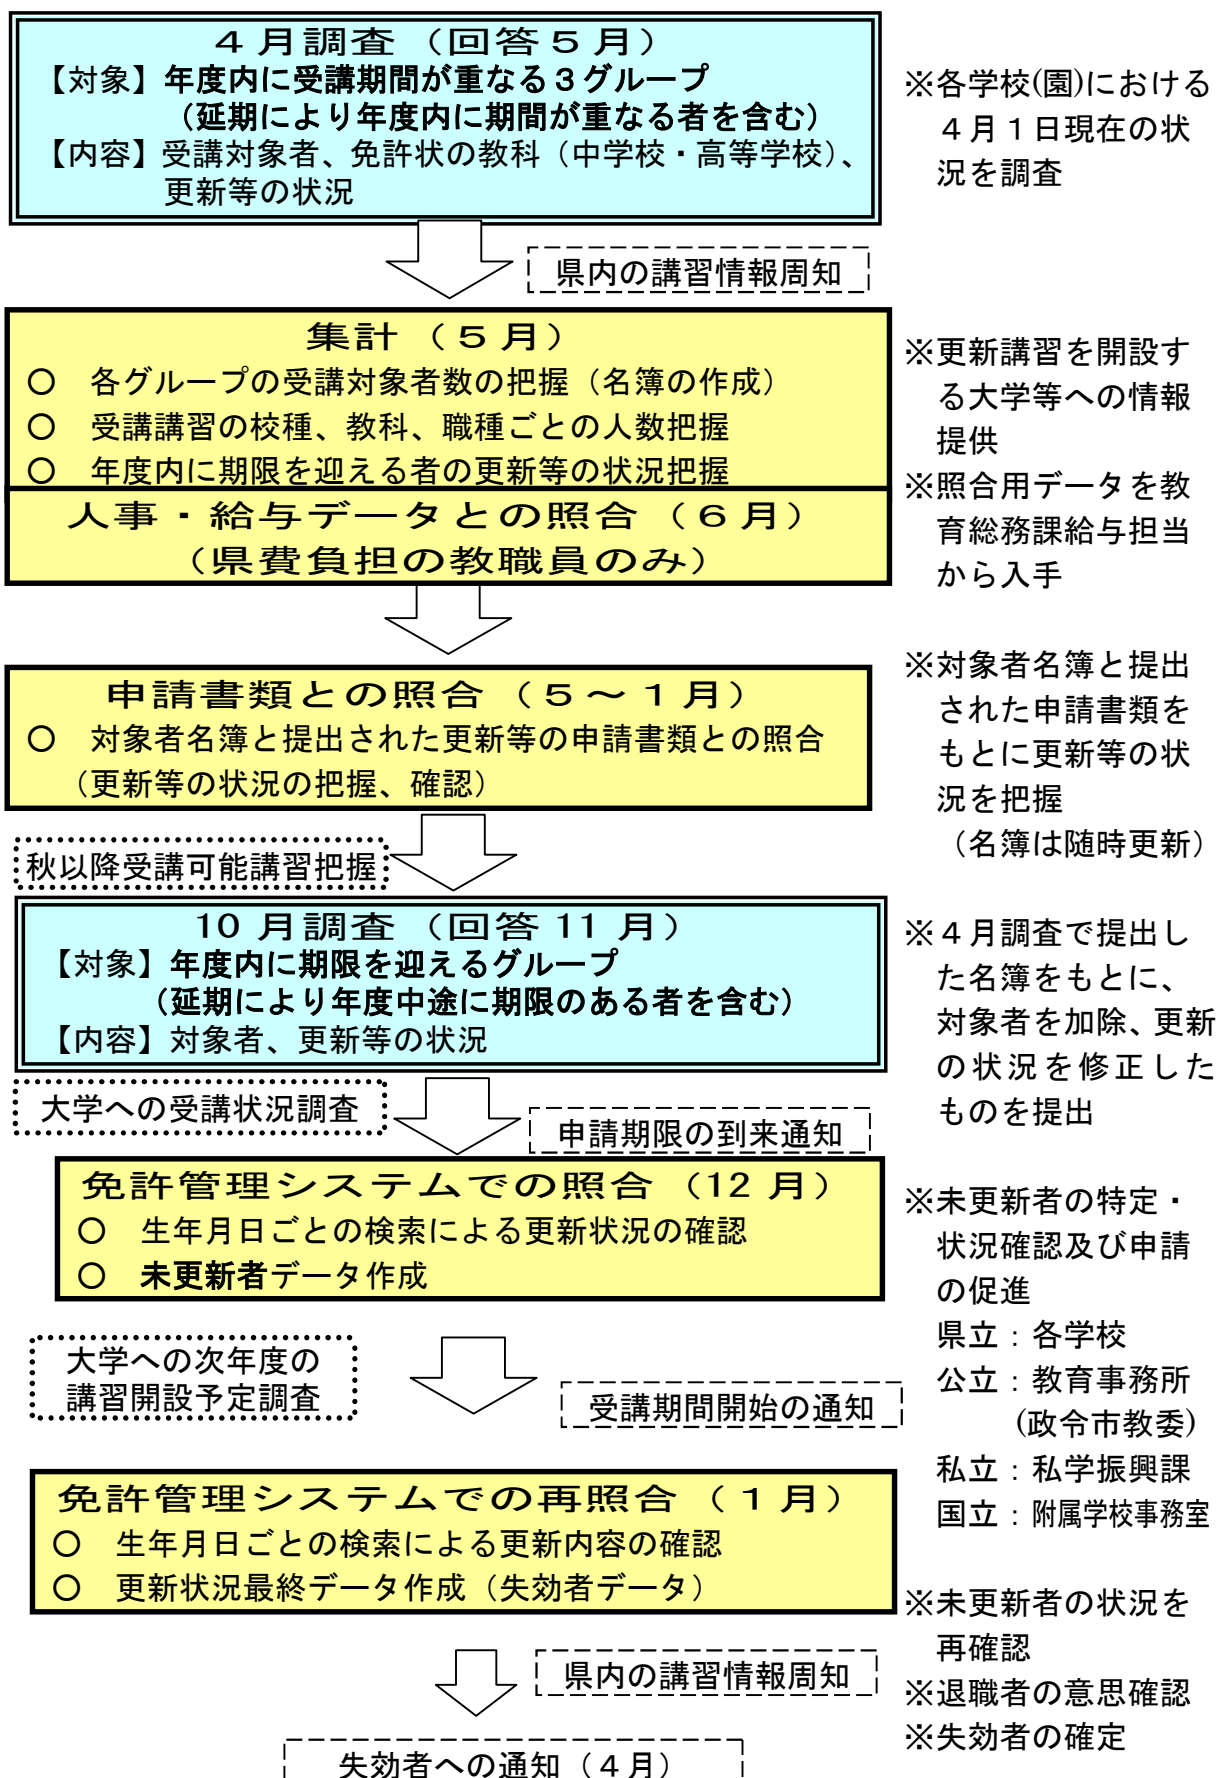 ４月調査（回答５月）
【対象】年度内に受講期間が重なる３グループ
（延期により年度内に期間が重なる者を含む）
【内容】受講対象者、免許状の教科（中学校・高等学校）、
更新等の状況
※各学校(園)における
４月１日現在の状
況を調査
県内の講習情報周知
集計（５月）
○　各グループの受講対象者数の把握（名簿の作成）
○　受講講習の校種、教科、職種ごとの人数把握
○　年度内に期限を迎える者の更新等の状況把握
人事・給与データとの照合（６月）
（県費負担の教職員のみ）
※更新講習を開設す
る大学等への情報
提供
※照合用データを教
育総務課給与担当
から入手
申請書類との照合（５～１月）
○　対象者名簿と提出された更新等の申請書類との照合
（更新等の状況の把握、確認）
※対象者名簿と提出
された申請書類を
もとに更新等の状
況を把握
（名簿は随時更新）
秋以降受講可能講習把握
10 月調査（回答 11 月）
【対象】年度内に期限を迎えるグループ
（延期により年度中途に期限のある者を含む）
【内容】対象者、更新等の状況
※４月調査で提出し
た名簿をもとに、
対象者を加除、更新
の状況を修正した
ものを提出
大学への受講状況調査
申請期限の到来通知
免許管理システムでの照合（12 月）
○　生年月日ごとの検索による更新状況の確認
○　未更新者データ作成
※未更新者の特定・
状況確認及び申請
の促進
県立：各学校
公立：教育事務所
(政令市教委)
私立：私学振興課
国立：附属学校事務室
大学への次年度の
講習開設予定調査
受講期間開始の通知
免許管理システムでの再照合（１月）
○　生年月日ごとの検索による更新内容の確認
○　更新状況最終データ作成（失効者データ）
※未更新者の状況を
再確認
※退職者の意思確認
※失効者の確定
県内の講習情報周知
失効者への通知（４月）